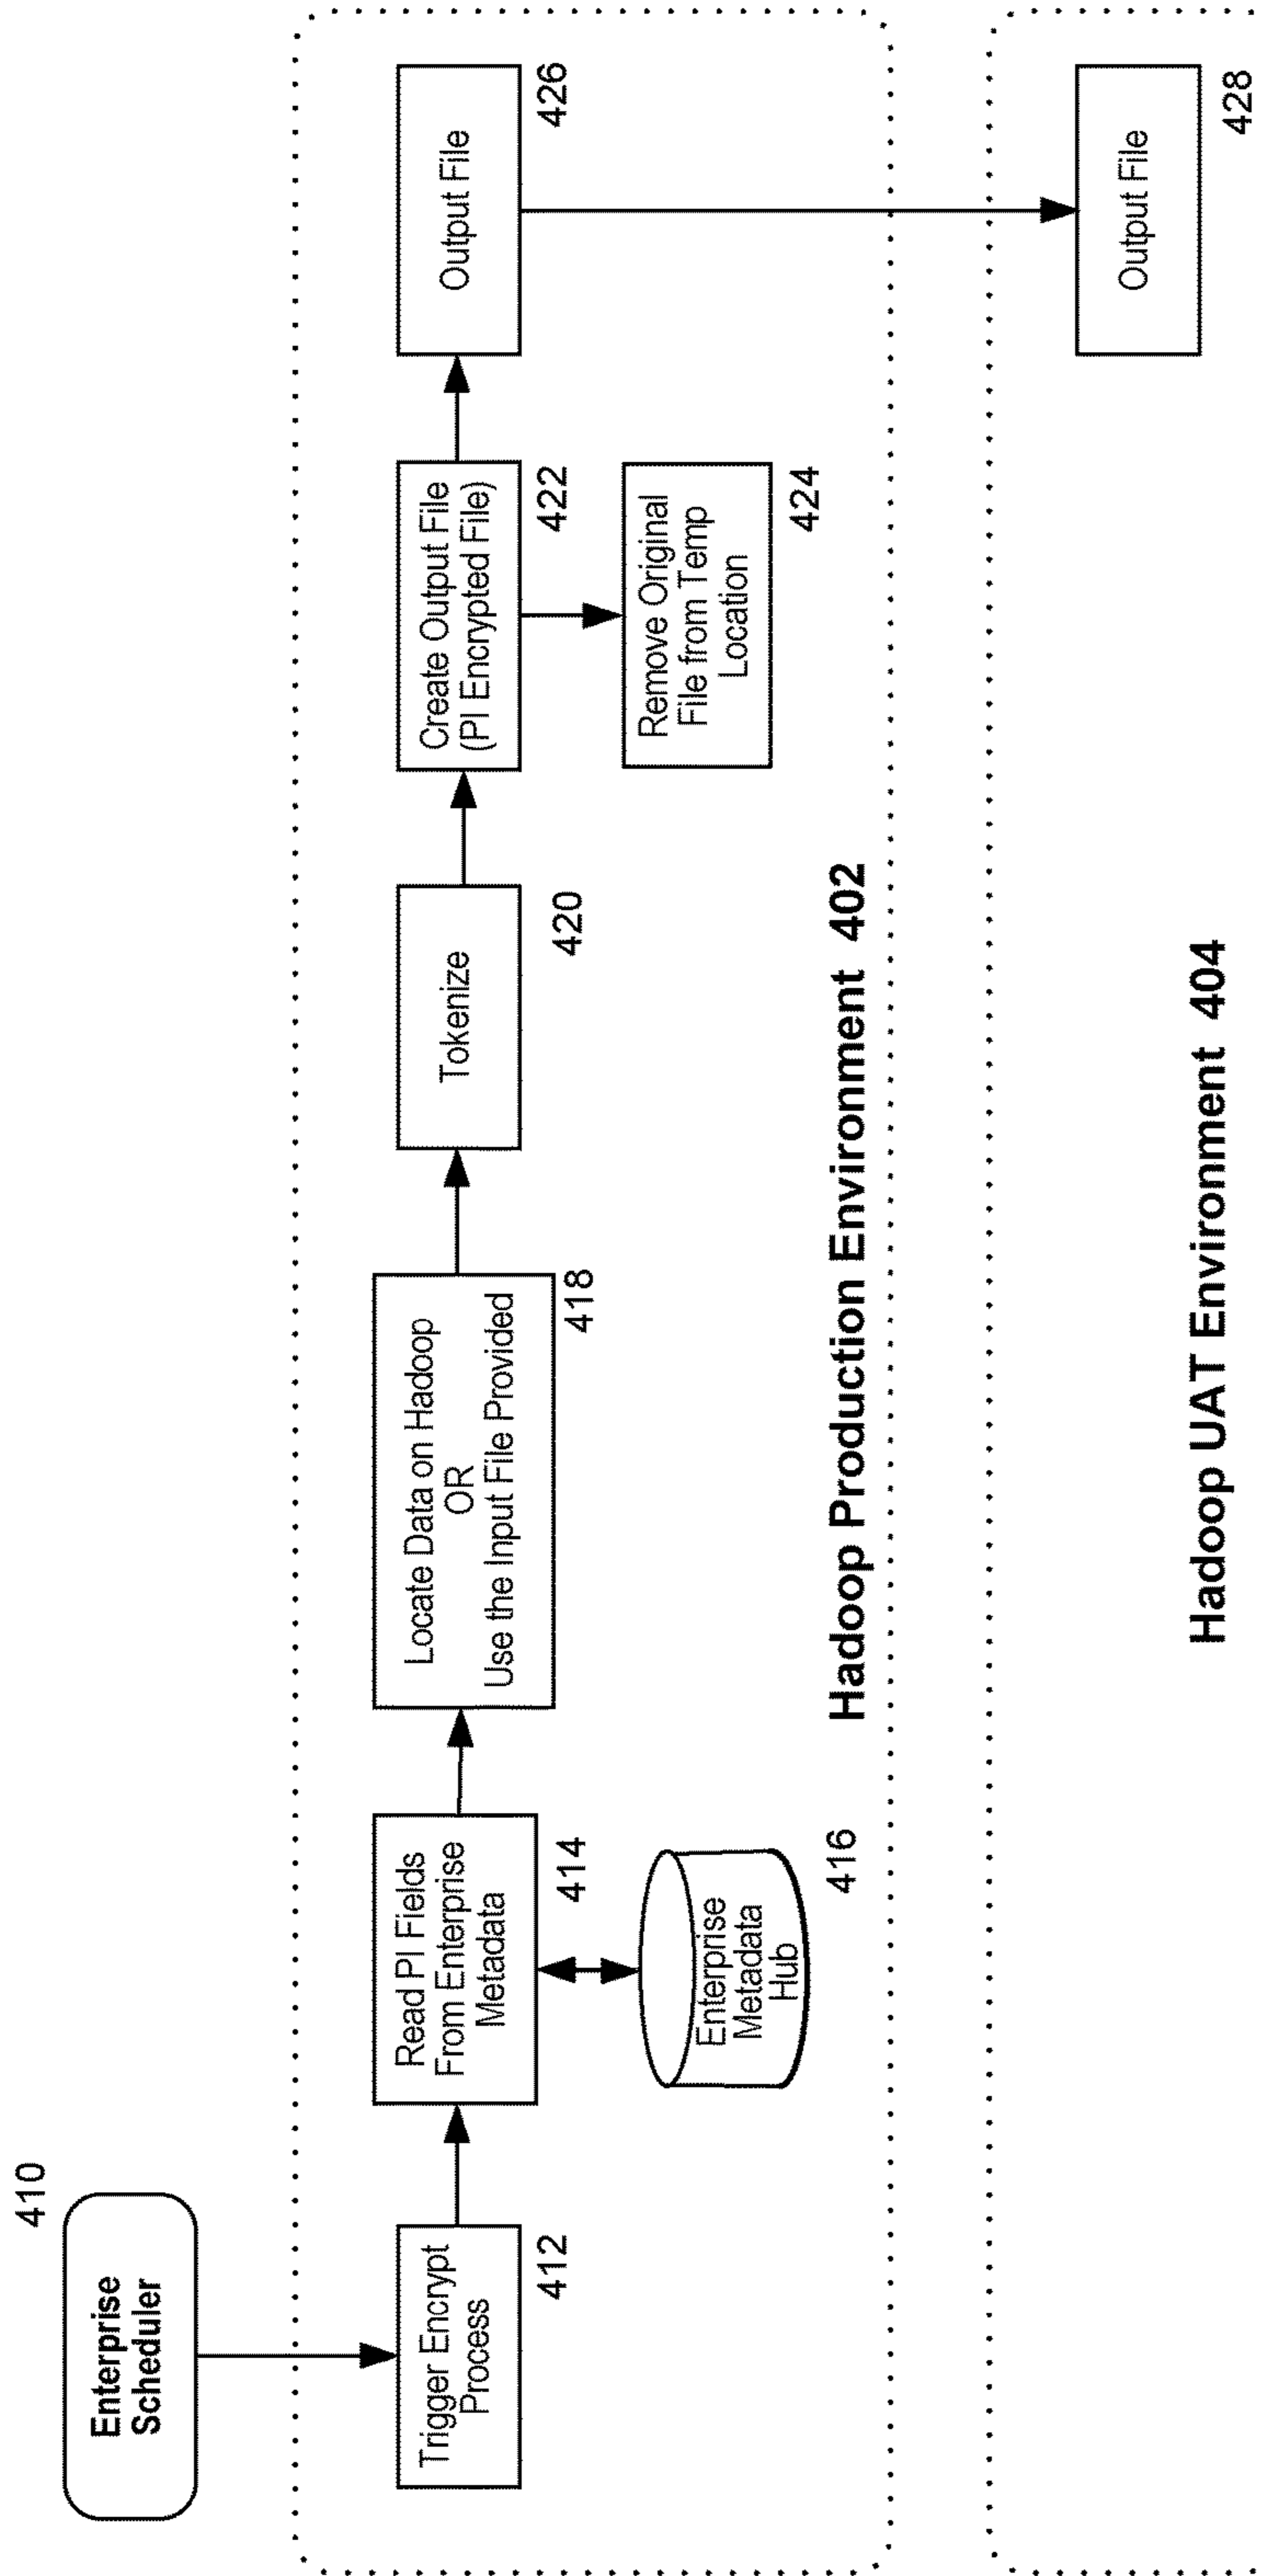 410
Enterprise
Scheduler
Trigger Encrypt
Process
412
Read PI Fields
From Enterprise
Metadata
414
Enterprise
Metadata
Hub
416
Locate Data on Hadoop
OR
Use the Input File Provided
418
Tokenize
420
Create Output File
(PI Encrypted File)
422
Remove Original
File from Temp
Location
424
Output File
426
Hadoop Production Environment 402
Output File
428
Hadoop UAT Environment 404